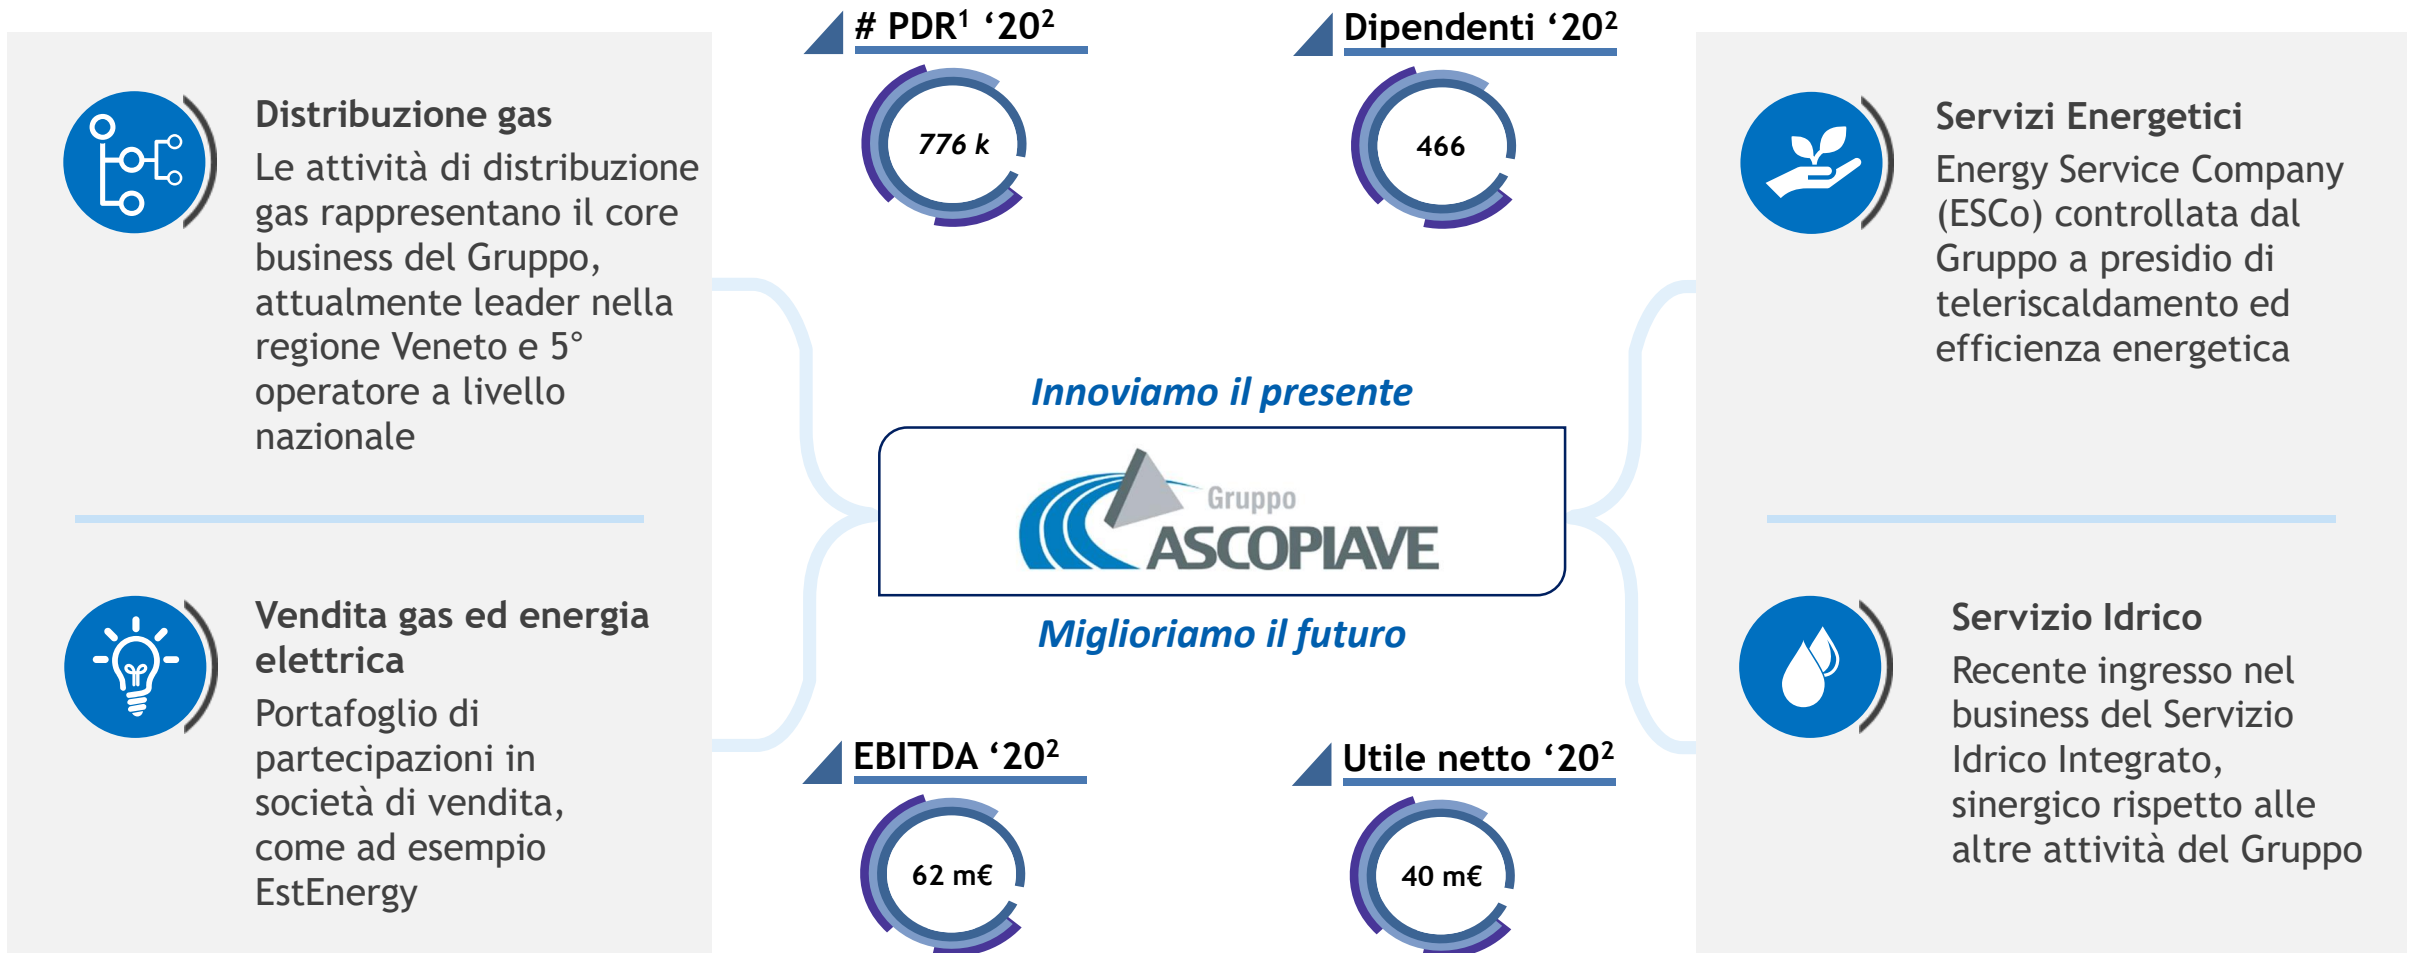 Distribuzione gas
Le attività di distribuzione
gas rappresentano il core
business del Gruppo,
attualmente leader nella
regione Veneto e 5°
operatore a livello
nazionale
Vendita gas ed energia
elettrica
Portafoglio di
partecipazioni in
società di vendita,
come ad esempio
EstEnergy
# PDR¹ ‘20²
776 k
Dipendenti ‘20²
466
Innoviamo il presente
Gruppo
ASCOPIAVE
Miglioriamo il futuro
EBITDA ‘20²
62 m€
Utile netto ‘20²
40 m€
Servizi Energetici
Energy Service Company
(ESCo) controllata dal
Gruppo a presidio di
teleriscaldamento ed
efficienza energetica
Servizio Idrico
Recente ingresso nel
business del Servizio
Idrico Integrato,
sinergico rispetto alle
altre attività del Gruppo